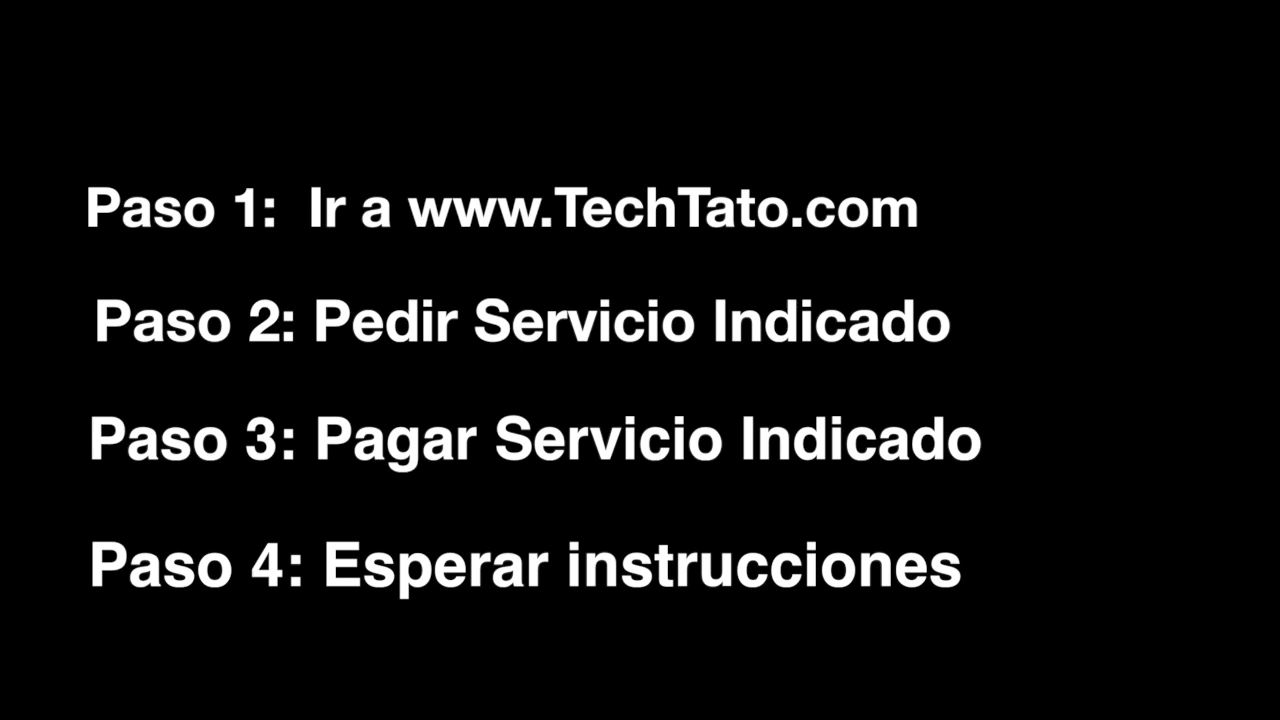 Paso 1:  Ir a www.TechTato.com
Paso 2: Pedir Servicio Indicado
Paso 3: Pagar Servicio Indicado
Paso 4: Esperar instrucciones